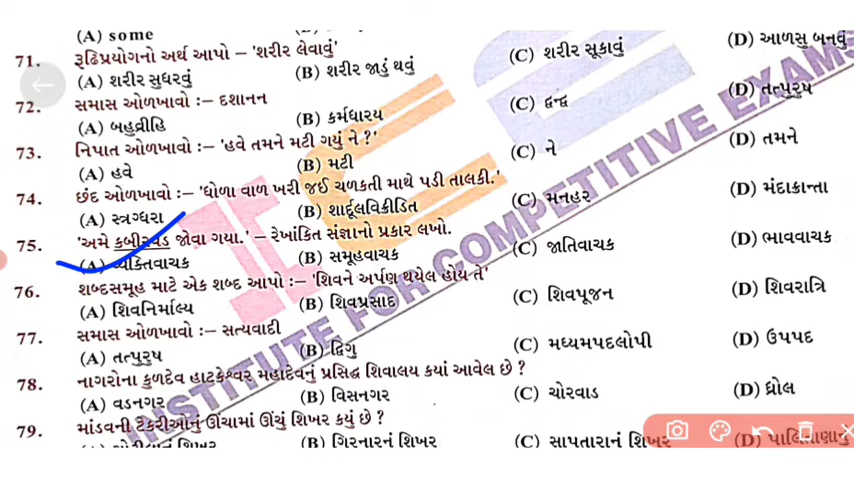 (A) some
71. રૂઢિપ્રયોગનો અર્થ આપો – 'શરીર લેવાવું'
(A) શરીર સુધરવું (B) શરીર જાડું થવું (C) શરીર સૂકાવું (D) આળસુ બનવું
72. સમાસ ઓળખાવો :– દશાનન
(A) બહુવ્રીહિ (B) કર્મધારય (C) દ્વન્દ્વ (D) તત્પુરુષ
73. નિપાત ઓળખાવો :– 'હવે તમને મટી ગયું ને ?'
(A) હવે (B) મટી (C) ને (D) તમને
74. છંદ ઓળખાવો :– 'ધોળા વાળ ખરી જઈ ચળકતી માથે પડી તાલકી.'
(A) સ્ત્રગ્ધરા (B) શાર્દૂલવિક્રીડિત (C) મનહર (D) મંદાક્રાન્તા
75. 'અમે કબીરવડ જોવા ગયા.' – રેખાંકિત સંજ્ઞાનો પ્રકાર લખો.
(A) વ્યક્તિવાચક (B) સમૂહવાચક (C) જાતિવાચક (D) ભાવવાચક
76. શબ્દસમૂહ માટે એક શબ્દ આપો :– 'શિવને અર્પણ થયેલ હોય તે'
(A) શિવનિર્માલ્ય (B) શિવપ્રસાદ (C) શિવપૂજન (D) શિવરાત્રિ
77. સમાસ ઓળખાવો :– સત્યવાદી
(A) તત્પુરુષ (B) દ્વિગુ (C) મધ્યમપદલોપી (D) ઉપપદ
78. નાગરોના કુળદેવ હાટકેશ્વર મહાદેવનું પ્રસિદ્ધ શિવાલય કયાં આવેલ છે ?
(A) વડનગર (B) વિસનગર (C) ચોરવાડ (D) ધ્રોલ
79. માંડવની ટેકરીઓનું ઊંચામાં ઊંચું શિખર કયું છે ?
(B) ગિરનારનં શિખર (C) સાપતારાનં શિખર (D) પાલિતાણાનું
INSTITUTE FOR COMPETITIVE EXAMS